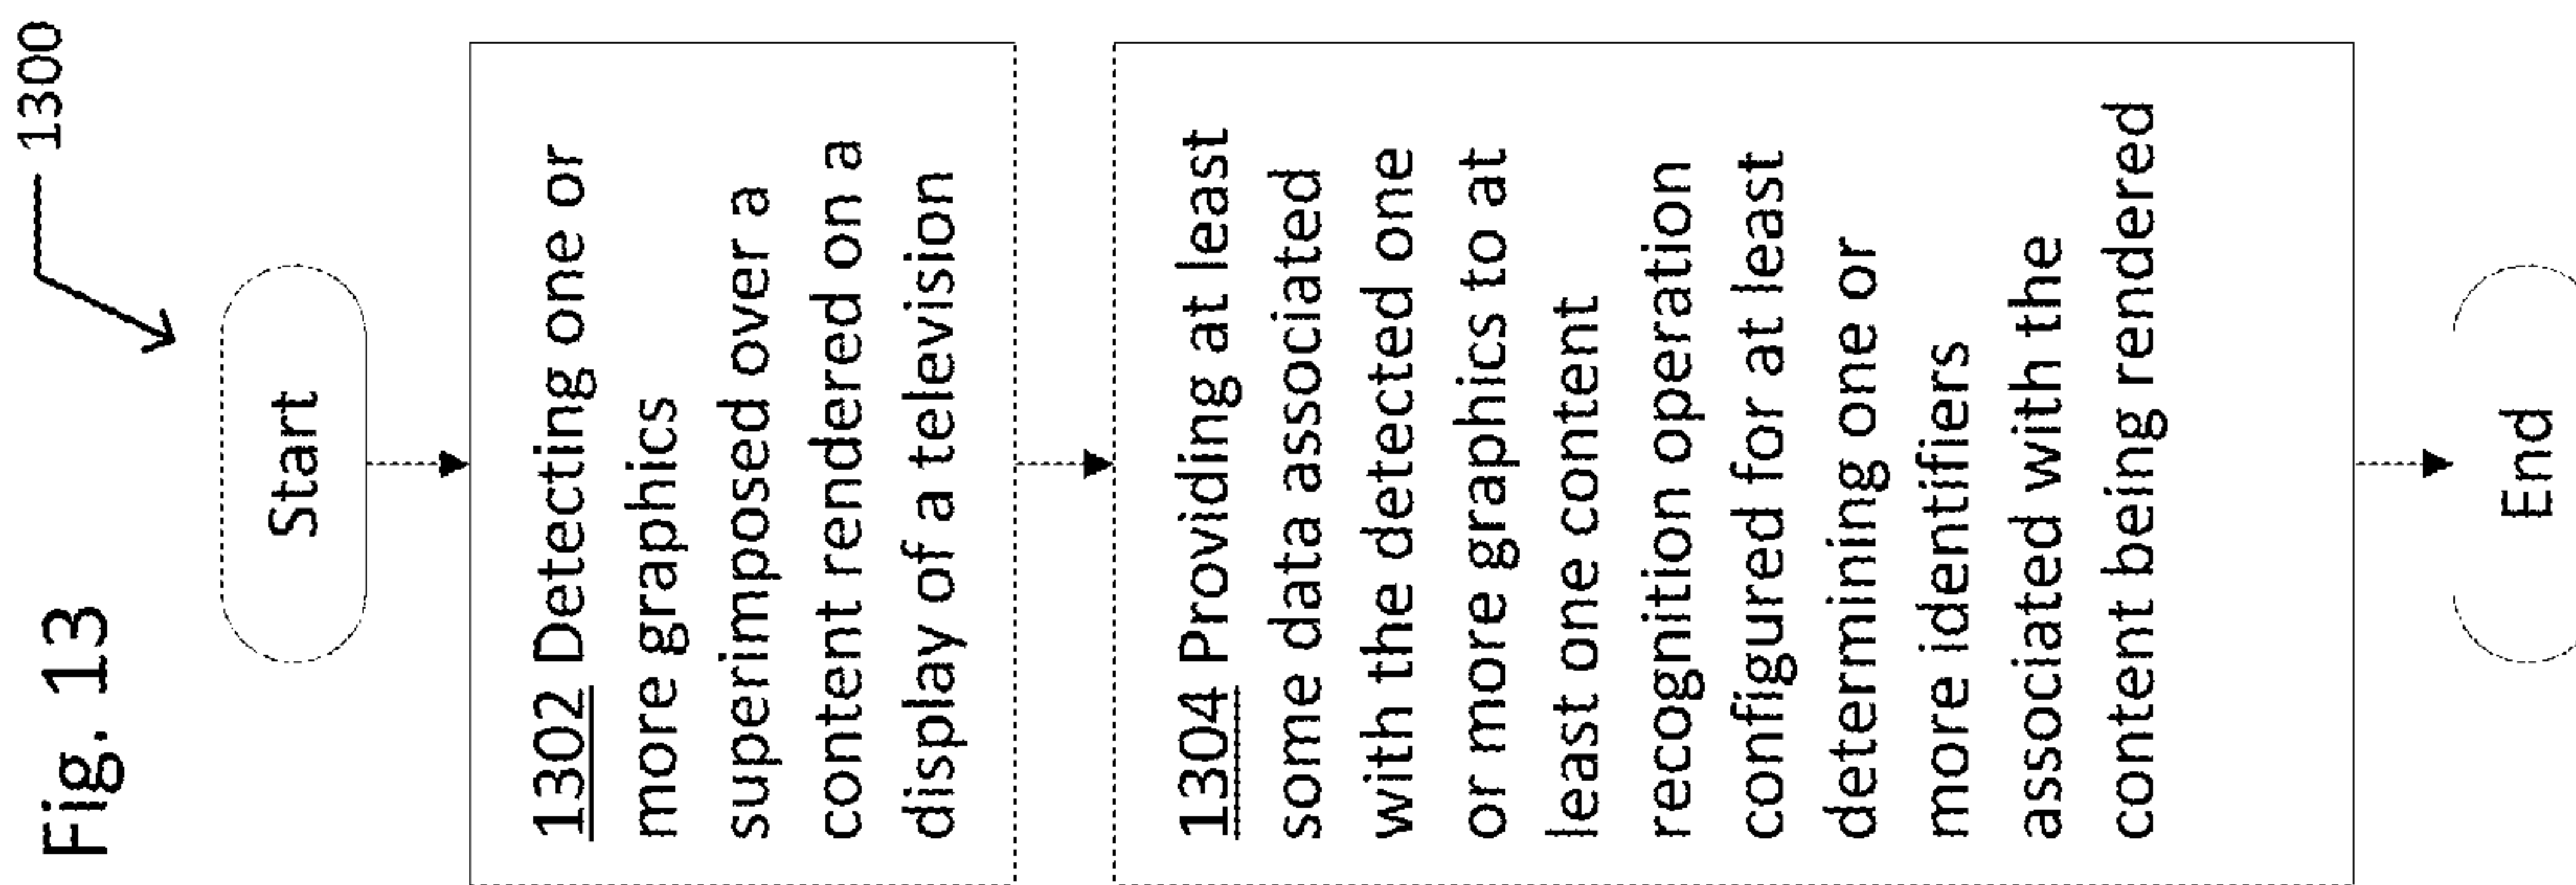 Fig. 13
1300
Start
1302 Detecting one or
more graphics
superimposed over a
content rendered on a
display of a television
1304 Providing at least
some data associated
with the detected one
or more graphics to at
least one content
recognition operation
configured for at least
determining one or
more identifiers
associated with the
content being rendered
End